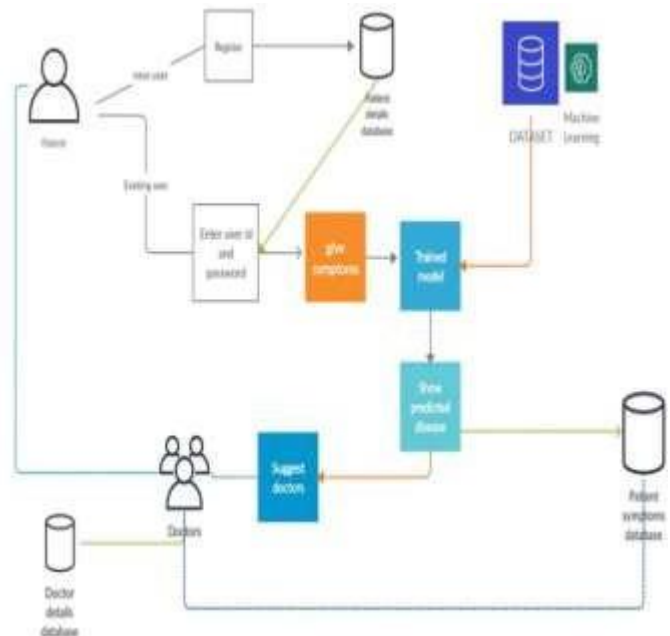 new user
Register
Patient
details
database
DATASET
Machine
Learning
Existing user
Enter user id
and
password
give
symptoms
Trained
model
Show
predicted
disease
Suggest
doctors
Doctors
Patient
symptoms
database
Doctor
details
database